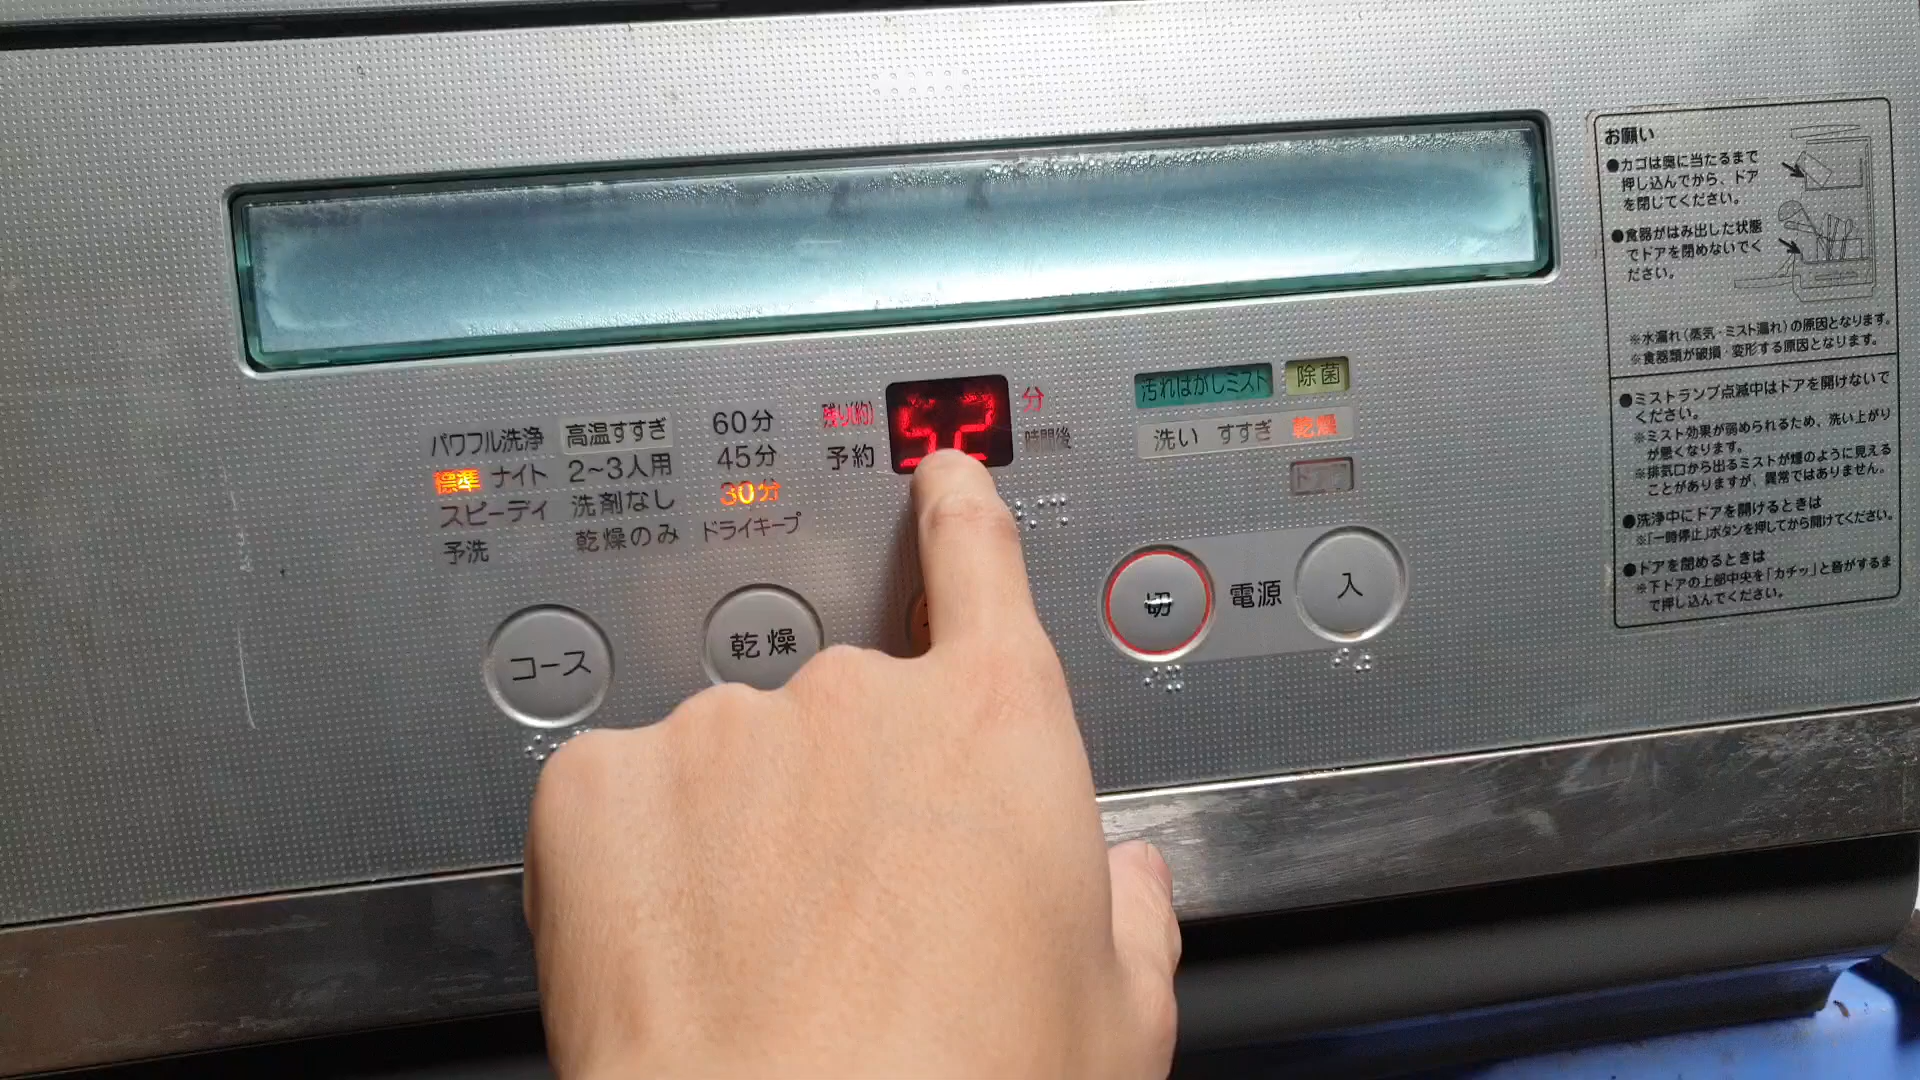 お願い
●カゴは奥に当たるまで
押し込んでから、ドア
を閉じてください。
●食器がはみ出した状態
でドアを閉めないでく
ださい。
※水漏れ(蒸気・ミスト漏れ)の原因となります。
※食器類が破損・変形する原因となります。
●ミストランプ点滅中はドアを開けないで
ください。
※ミスト効果が弱められるため、洗い上がり
が悪くなります。
※排気口から出るミストが煙のように見える
ことがありますが、異常ではありません。
●洗浄中にドアを開けるときは
※「一時停止」ボタンを押してから開けてください。
●ドアを閉めるときは
※下ドアの上部中央を「カチッ」と音がするま
で押し込んでください。
パワフル洗浄 高温すすぎ
標準 ナイト 2~3人用
スピーディ 洗剤なし
予洗 乾燥のみ
60分
45分
30分
ドライキープ
残り(約) 52 分
予約 時間後
汚れはがしミスト 除菌
洗い すすぎ 乾燥
コース
乾燥
切 電源 入